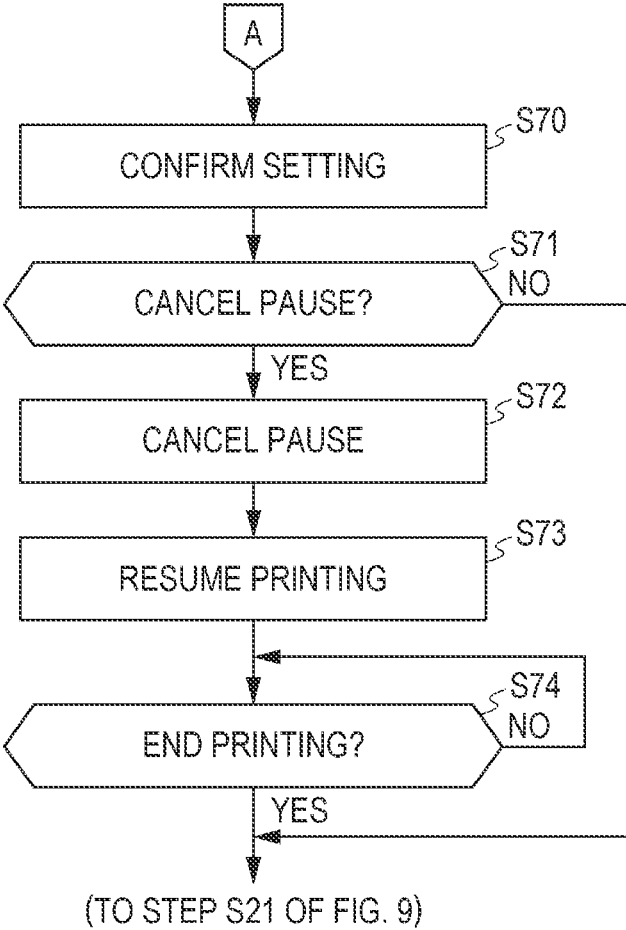 A
S70
CONFIRM SETTING
S71
CANCEL PAUSE?
NO
YES
S72
CANCEL PAUSE
S73
RESUME PRINTING
S74
END PRINTING?
NO
YES
(TO STEP S21 OF FIG. 9)